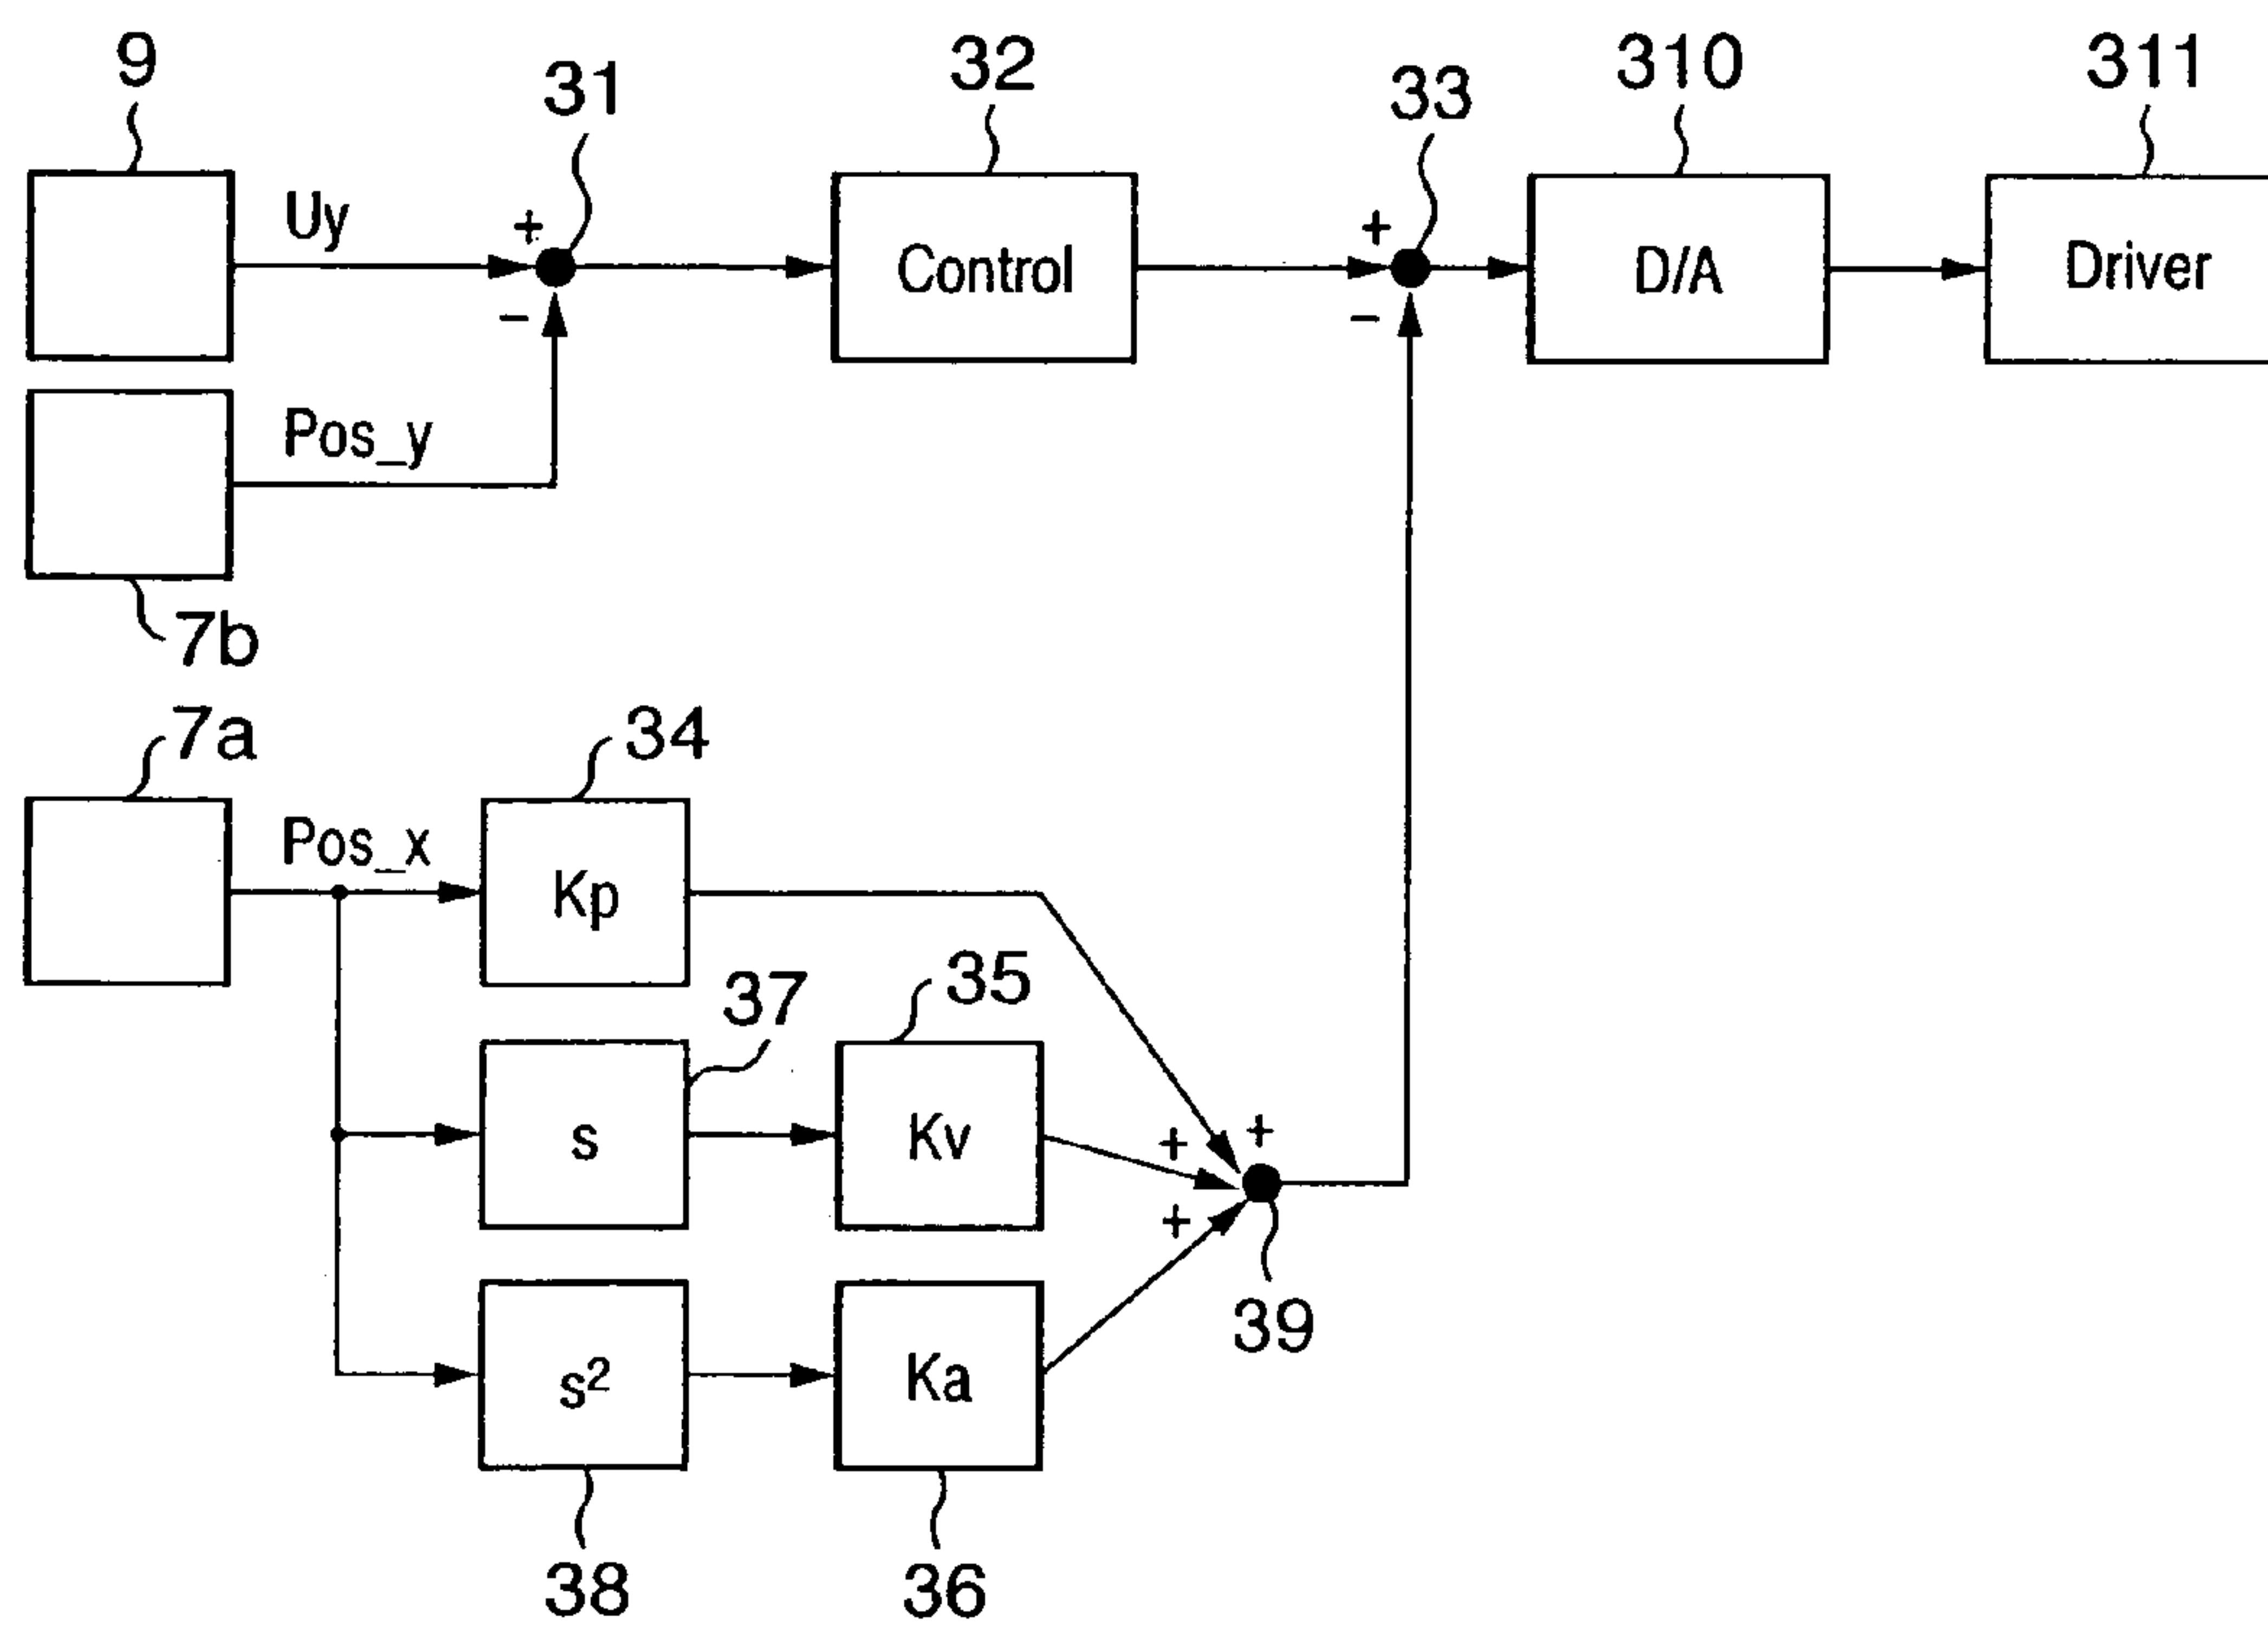 9
31
32
33
310
311
Uy
+
+
Control
D/A
Driver
-
-
Pos_y
7b
7a
34
Pos_x
Kp
35
37
s
Kv
+
+
+
s²
Ka
39
38
36